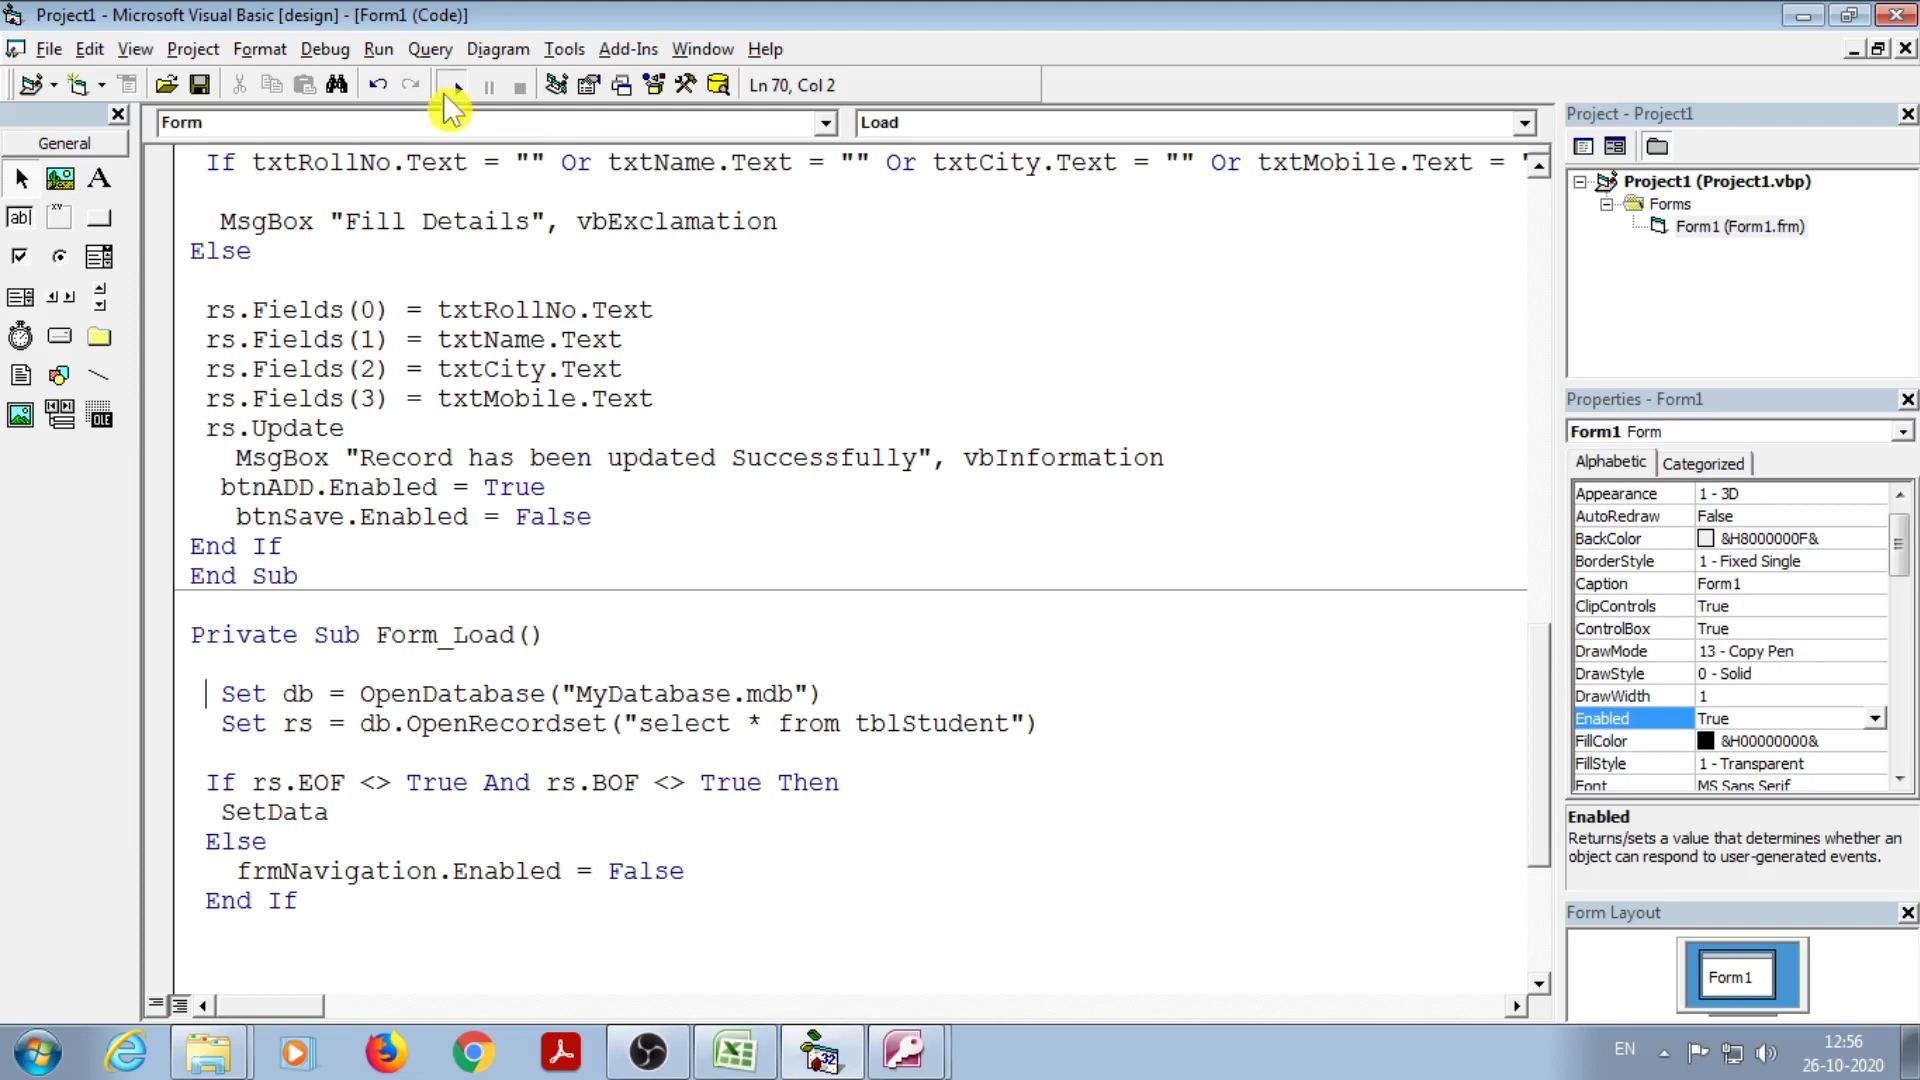 Project1 - Microsoft Visual Basic [design] - [Form1 (Code)]
File Edit View Project Format Debug Run Query Diagram Tools Add-Ins Window Help
Ln 70, Col 2
General
Form
Load
If txtRollNo.Text = "" Or txtName.Text = "" Or txtCity.Text = "" Or txtMobile.Text = "
MsgBox "Fill Details", vbExclamation
Else
rs.Fields(0) = txtRollNo.Text
rs.Fields(1) = txtName.Text
rs.Fields(2) = txtCity.Text
rs.Fields(3) = txtMobile.Text
rs.Update
MsgBox "Record has been updated Successfully", vbInformation
btnADD.Enabled = True
btnSave.Enabled = False
End If
End Sub
Private Sub Form_Load()
Set db = OpenDatabase("MyDatabase.mdb")
Set rs = db.OpenRecordset("select * from tblStudent")
If rs.EOF <> True And rs.BOF <> True Then
SetData
Else
frmNavigation.Enabled = False
End If
Project - Project1
Project1 (Project1.vbp)
Forms
Form1 (Form1.frm)
Properties - Form1
Form1 Form
Alphabetic Categorized
Appearance 1 - 3D
AutoRedraw False
BackColor &H8000000F&
BorderStyle 1 - Fixed Single
Caption Form1
ClipControls True
ControlBox True
DrawMode 13 - Copy Pen
DrawStyle 0 - Solid
DrawWidth 1
Enabled True
FillColor &H00000000&
FillStyle 1 - Transparent
Font MS Sans Serif
Enabled
Returns/sets a value that determines whether an
object can respond to user-generated events.
Form Layout
Form1
EN
12:56
26-10-2020